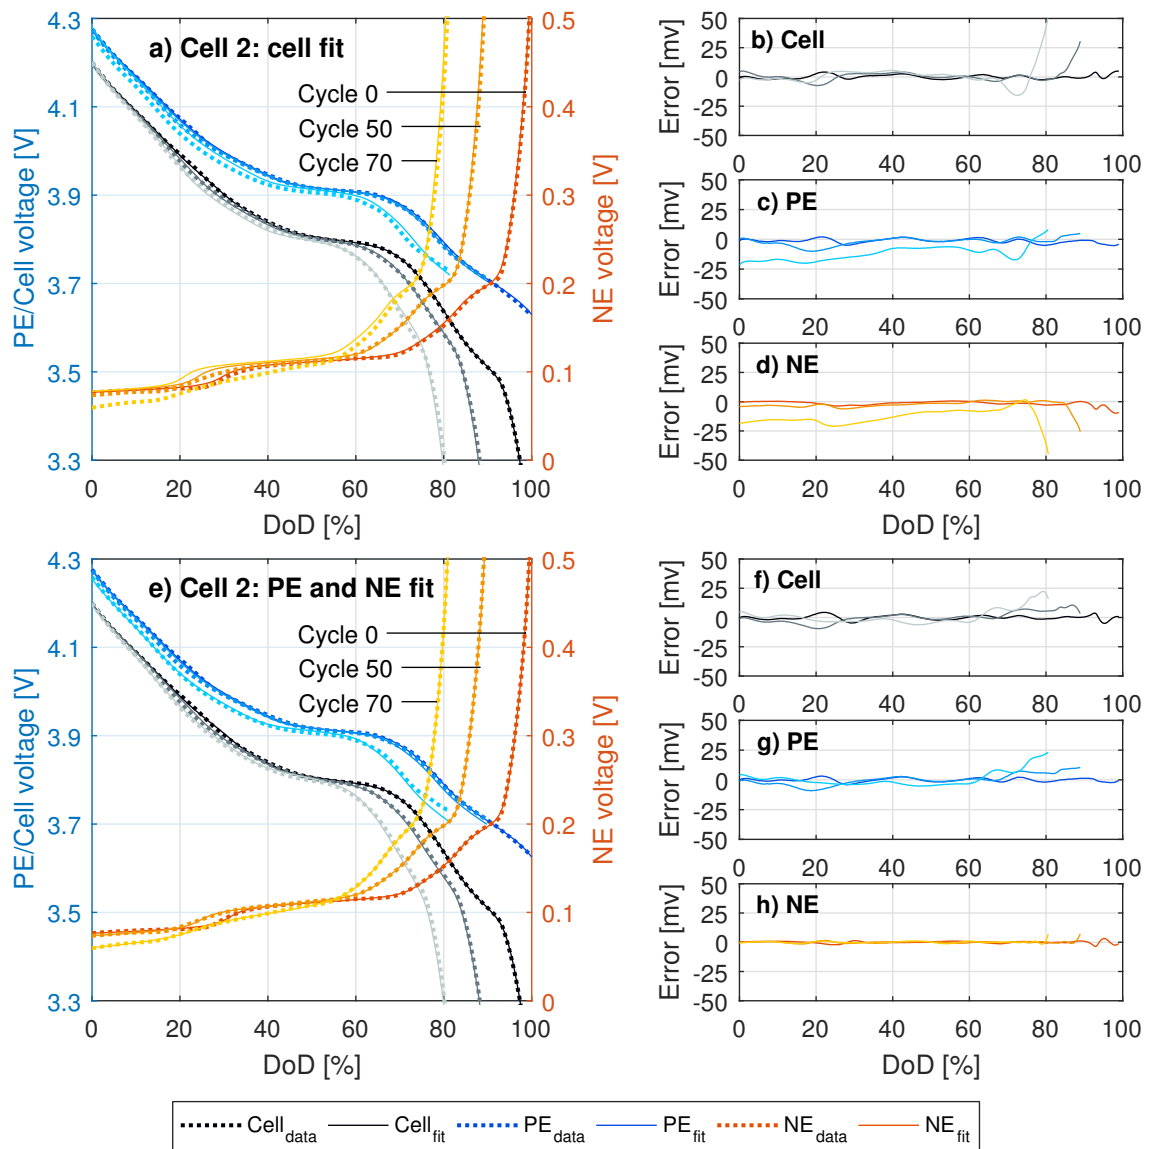 a) Cell 2: cell fit
PE/Cell voltage [V]
4.3
4.1
3.9
3.7
3.5
3.3
NE voltage [V]
0.5
0.4
0.3
0.2
0.1
0
Cycle 0
Cycle 50
Cycle 70
0 20 40 60 80 100
DoD [%]
b) Cell
Error [mv]
50
25
0
-25
-50
0 20 40 60 80 100
c) PE
Error [mv]
50
25
0
-25
-50
0 20 40 60 80 100
d) NE
Error [mv]
50
25
0
-25
-50
0 20 40 60 80 100
DoD [%]
e) Cell 2: PE and NE fit
PE/Cell voltage [V]
4.3
4.1
3.9
3.7
3.5
3.3
NE voltage [V]
0.5
0.4
0.3
0.2
0.1
0
Cycle 0
Cycle 50
Cycle 70
0 20 40 60 80 100
DoD [%]
f) Cell
Error [mv]
50
25
0
-25
-50
0 20 40 60 80 100
g) PE
Error [mv]
50
25
0
-25
-50
0 20 40 60 80 100
h) NE
Error [mv]
50
25
0
-25
-50
0 20 40 60 80 100
DoD [%]
Cell data Cell fit PE data PE fit NE data NE fit